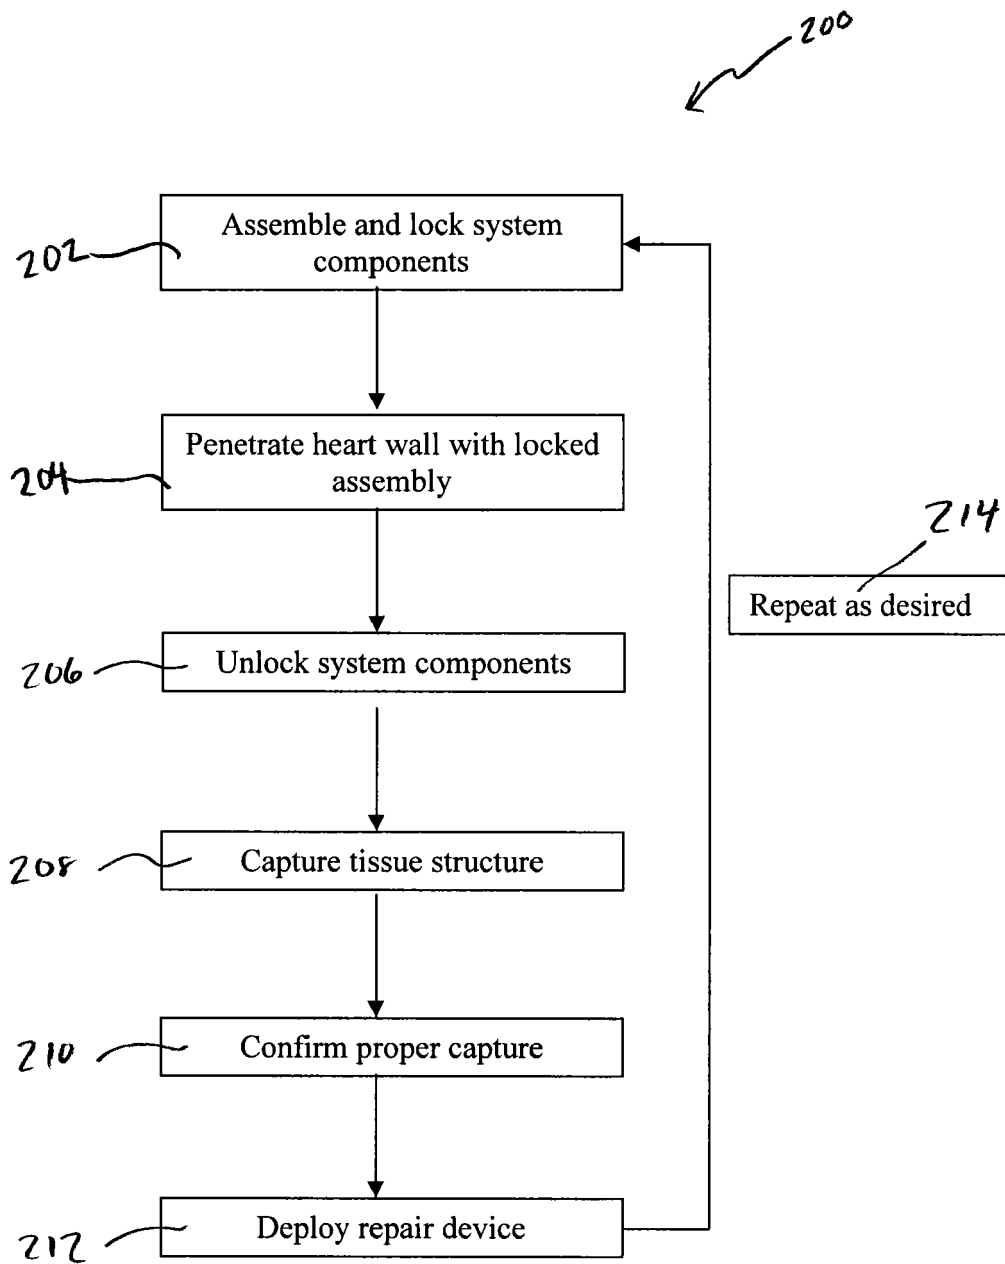 200
Assemble and lock system
components
202
Penetrate heart wall with locked
assembly
204
214
Repeat as desired
Unlock system components
206
Capture tissue structure
208
Confirm proper capture
210
Deploy repair device
212